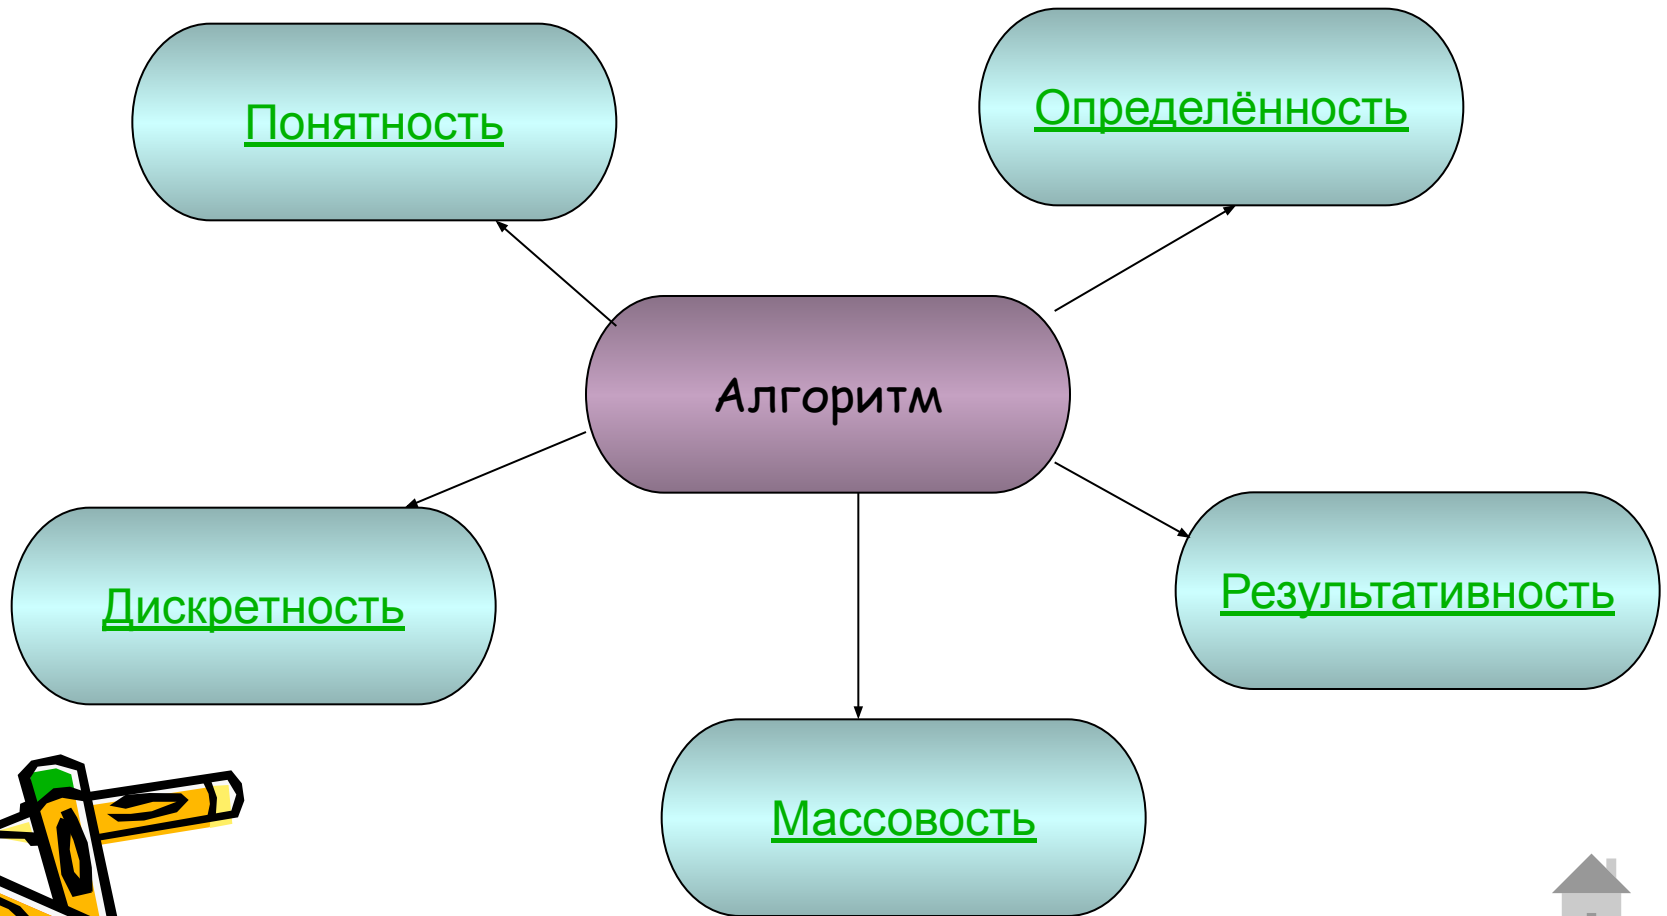 Понятность
Определённость
Алгоритм
Дискретность
Результативность
Массовость